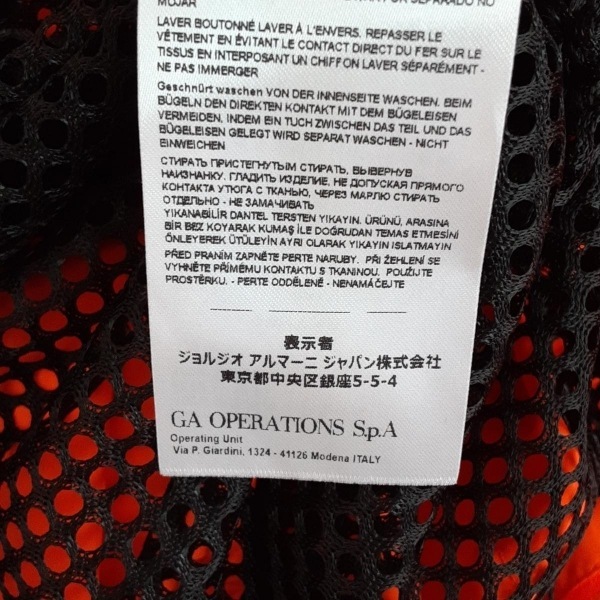 MOJAR
LAVER BOUTONNÉ LAVER À L'ENVERS. REPASSER LE
VÊTEMENT EN ÉVITANT LE CONTACT DIRECT DU FER SUR LE
TISSUS EN INTERPOSANT UN CHIFFON LAVER SÉPARÉMENT -
NE PAS IMMERGER
Geschnürt waschen VON DER INNENSEITE WASCHEN. BEIM
BÜGELN DEN DIREKTEN KONTAKT MIT DEM BÜGELEISEN
VERMEIDEN, INDEM EIN TUCH ZWISCHEN DAS TEIL UND DAS
BÜGELEISEN GELEGT WIRD SEPARAT WASCHEN - NICHT
EINWEICHEN
СТИРАТЬ ПРИСТЕГНУТЫМ СТИРАТЬ, ВЫВЕРНУВ
НАИЗНАНКУ. ГЛАДИТЬ ИЗДЕЛИЕ, НЕ ДОПУСКАЯ ПРЯМОГО
КОНТАКТА УТЮГА С ТКАНЬЮ, ЧЕРЕЗ МАРЛЮ СТИРАТЬ
ОТДЕЛЬНО - НЕ ЗАМАЧИВАТЬ
YIKANABİLİR DANTEL TERSTEN YIKAYIN. ÜRÜNÜ, ARASINA
BİR BEZ KOYARAK KUMAŞ İLE DOĞRUDAN TEMAS ETMESİNİ
ÖNLEYEREK ÜTÜLEYİN AYRI OLARAK YIKAYIN ISLATMAYIN
PŘED PRANÍM ZAPNĚTE PERTE NARUBY. PŘI ŽEHLENÍ SE
VYHNĚTE PŘÍMÉMU KONTAKTU S TKANINOU. POUŽIJTE
PROSTĚRKU. - PERTE ODDĚLENĚ - NENAMÁČEJTE
表示者
ジョルジオ アルマーニ ジャパン株式会社
東京都中央区銀座5-5-4
GA OPERATIONS S.p.A
Operating Unit
Via P. Giardini, 1324 - 41126 Modena ITALY